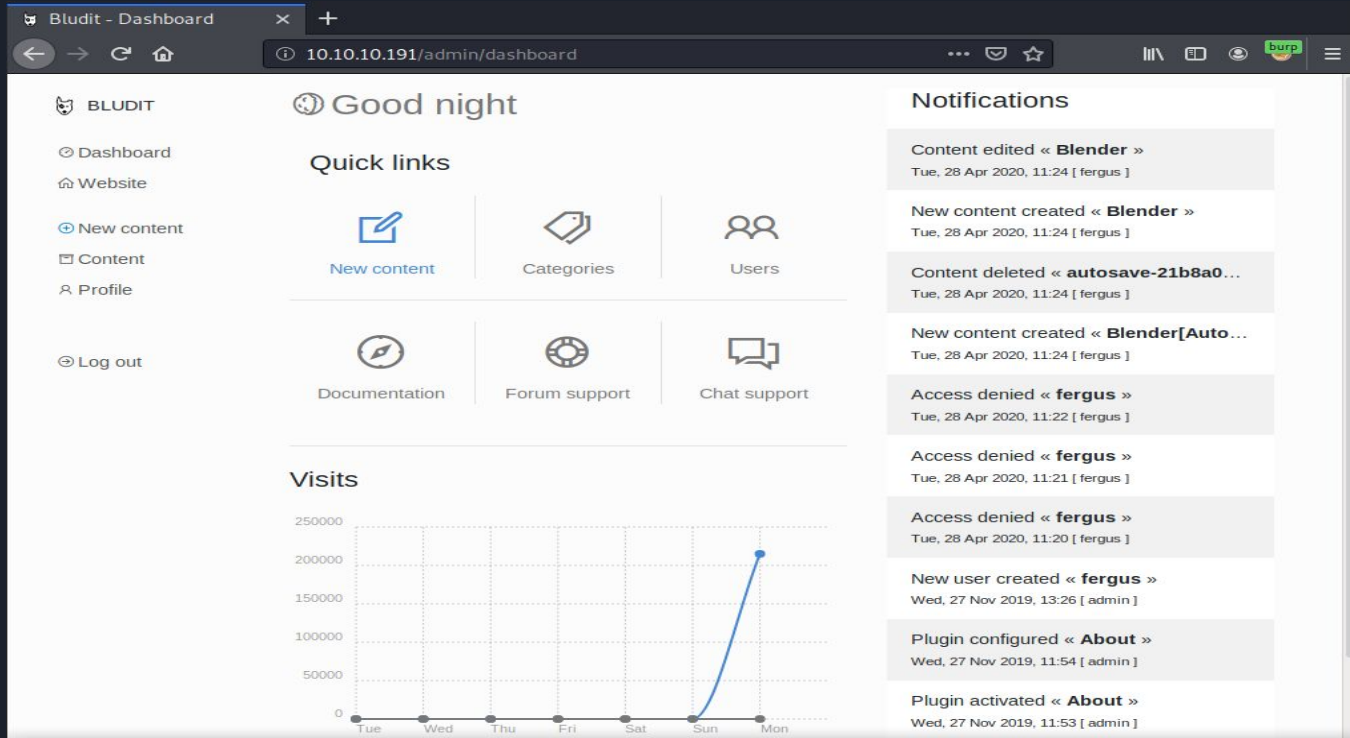 Bludit - Dashboard
10.10.10.191/admin/dashboard
burp
BLUDIT
Dashboard
Website
New content
Content
Profile
Log out
Good night
Quick links
New content
Categories
Users
Documentation
Forum support
Chat support
Visits
250000
200000
150000
100000
50000
0
Tue Wed Thu Fri Sat Sun Mon
Notifications
Content edited « Blender »
Tue, 28 Apr 2020, 11:24 [ fergus ]
New content created « Blender »
Tue, 28 Apr 2020, 11:24 [ fergus ]
Content deleted « autosave-21b8a0...
Tue, 28 Apr 2020, 11:24 [ fergus ]
New content created « Blender[Auto...
Tue, 28 Apr 2020, 11:24 [ fergus ]
Access denied « fergus »
Tue, 28 Apr 2020, 11:22 [ fergus ]
Access denied « fergus »
Tue, 28 Apr 2020, 11:21 [ fergus ]
Access denied « fergus »
Tue, 28 Apr 2020, 11:20 [ fergus ]
New user created « fergus »
Wed, 27 Nov 2019, 13:26 [ admin ]
Plugin configured « About »
Wed, 27 Nov 2019, 11:54 [ admin ]
Plugin activated « About »
Wed, 27 Nov 2019, 11:53 [ admin ]